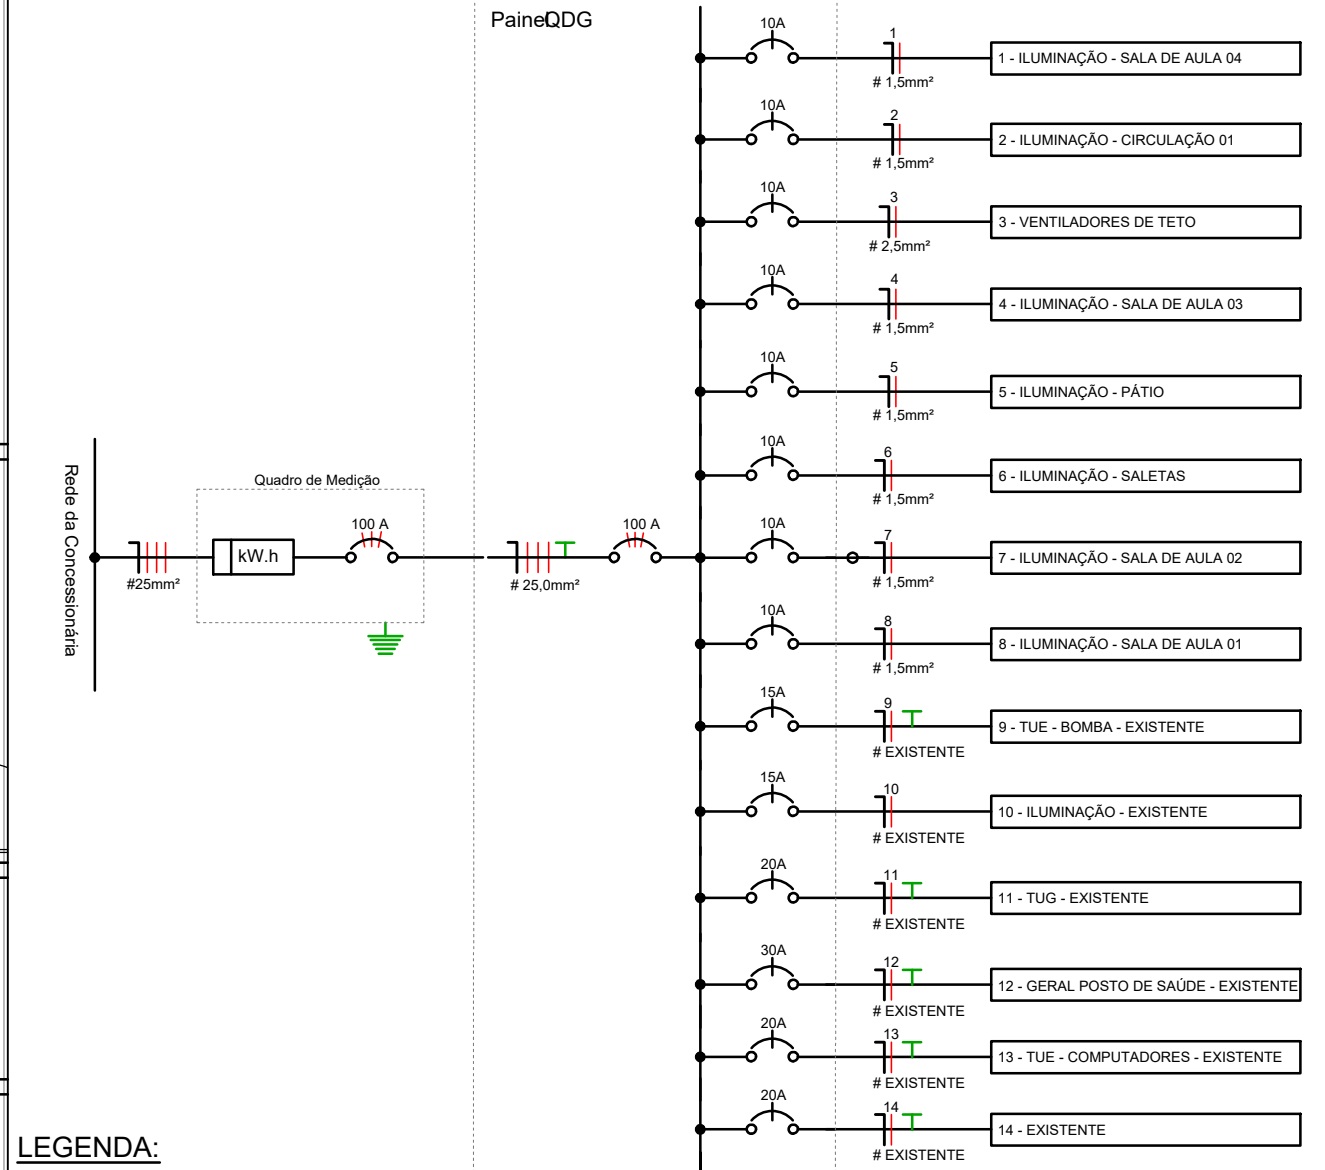 Painel QDG
10A
1
# 1,5mm²
1 - ILUMINAÇÃO - SALA DE AULA 04
10A
2
# 1,5mm²
2 - ILUMINAÇÃO - CIRCULAÇÃO 01
10A
3
# 2,5mm²
3 - VENTILADORES DE TETO
10A
4
# 1,5mm²
4 - ILUMINAÇÃO - SALA DE AULA 03
10A
5
# 1,5mm²
5 - ILUMINAÇÃO - PÁTIO
10A
6
# 1,5mm²
6 - ILUMINAÇÃO - SALETAS
Rede da Concessionária
#25mm²
Quadro de Medição
kW.h
100 A
# 25,0mm²
100 A
10A
7
# 1,5mm²
7 - ILUMINAÇÃO - SALA DE AULA 02
10A
8
# 1,5mm²
8 - ILUMINAÇÃO - SALA DE AULA 01
15A
9
# EXISTENTE
9 - TUE - BOMBA - EXISTENTE
15A
10
# EXISTENTE
10 - ILUMINAÇÃO - EXISTENTE
20A
11
# EXISTENTE
11 - TUG - EXISTENTE
30A
12
# EXISTENTE
12 - GERAL POSTO DE SAÚDE - EXISTENTE
20A
13
# EXISTENTE
13 - TUE - COMPUTADORES - EXISTENTE
20A
14
# EXISTENTE
14 - EXISTENTE
LEGENDA: